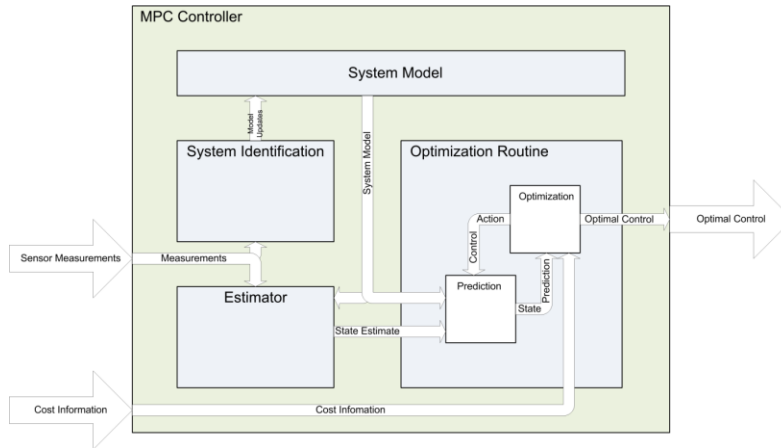 MPC Controller
System Model
Model
Updates
System Model
System Identification
Optimization Routine
Optimization
Action
Optimal Control
Optimal Control
Control
Sensor Measurements
Measurements
Prediction
State
Prediction
Estimator
State Estimate
Cost Information
Cost Infomation